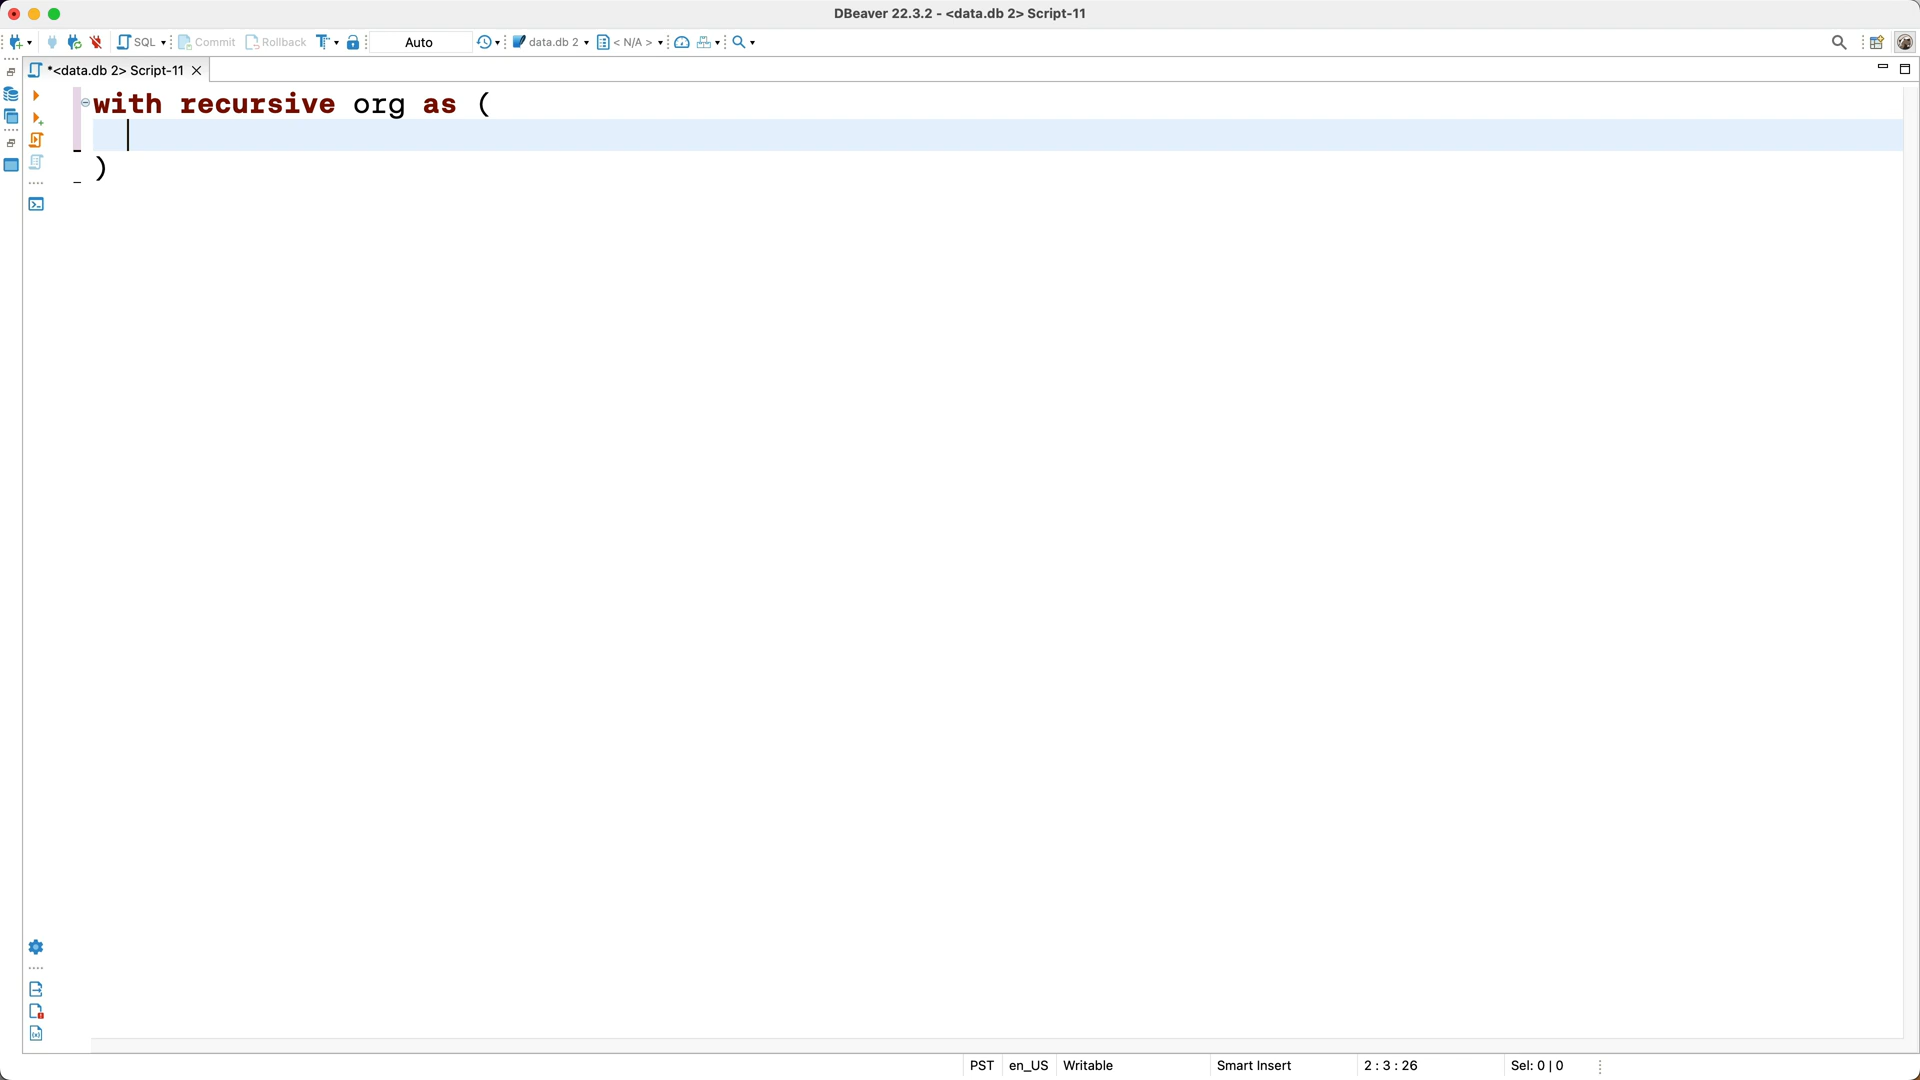 DBeaver 22.3.2 - <data.db 2> Script-11
SQL Commit Rollback Auto data.db 2 < N/A >
*<data.db 2> Script-11
with recursive org as (
)
PST en_US Writable Smart Insert 2 : 3 : 26 Sel: 0 | 0